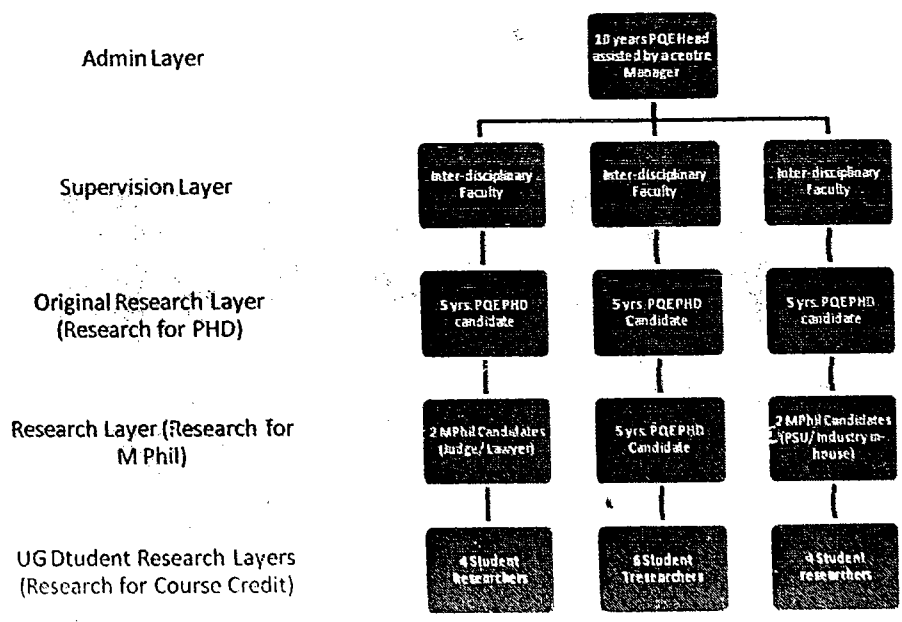 Admin Layer
10 years PQE Head
assisted by a centre
Manager
Supervision Layer
Inter-disciplinary
Faculty
Inter-disciplinary
Faculty
Inter-disciplinary
Faculty
Original Research Layer
(Research for PHD)
5 yrs. PQE PHD
candidate
5 yrs. PQE PHD
Candidate
5 yrs. PQE PHD
candidate
Research Layer (Research for
M Phil)
2 MPhil Candidates
(Judge/ Lawyer)
5 yrs. PQE PHD
Candidate
2 MPhil Candidates
(PSU/ Industry in-
house)
UG Dtudent Research Layers
(Research for Course Credit)
4 Student
Researchers
6 Student
Tresearchers
4 Student
researchers